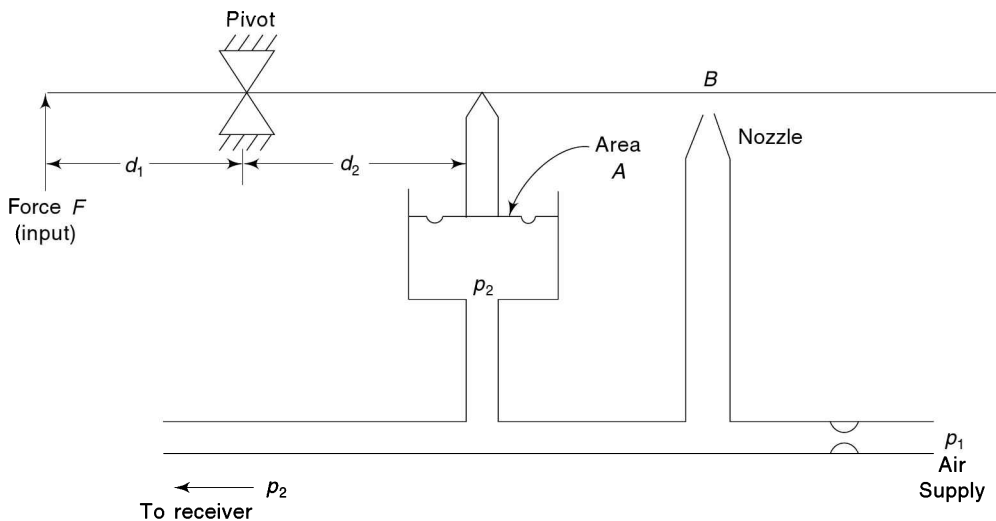 Pivot
B
Nozzle
Area
A
d₁
d₂
Force F
(input)
p₂
p₁
Air
Supply
p₂
To receiver